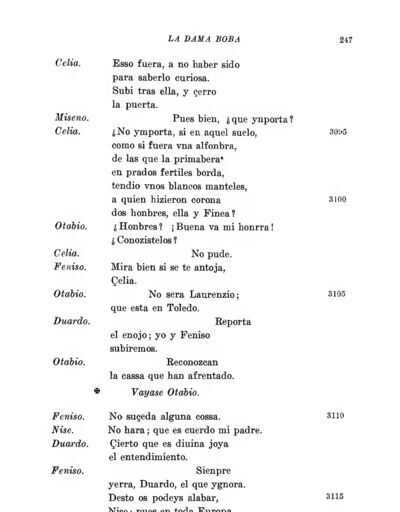 LA DAMA BOBA 247
Celia. Esso fuera, a no haber sido
para saberlo curiosa.
Subi tras ella, y çerro
la puerta.
Miseno. Pues bien, ¿que ynporta?
Celia. ¿No ymporta, si en aquel suelo, 3095
como si fuera vna alfonbra,
de las que la primabera*
en prados fertiles borda,
tendio vnos blancos manteles,
a quien hizieron corona 3100
dos honbres, ella y Finea?
Otabio. ¿Honbres? ¡Buena va mi honrra!
¿Conozistelos?
Celia. No pude.
Feniso. Mira bien si se te antoja,
Çelia.
Otabio. No sera Laurenzio; 3105
que esta en Toledo.
Duardo. Reporta
el enojo; yo y Feniso
subiremos.
Otabio. Reconozcan
la cassa que han afrentado.
✠ Vayase Otabio.
Feniso. No suçeda alguna cossa. 3110
Nise. No hara; que es cuerdo mi padre.
Duardo. Çierto que es diuina joya
el entendimiento.
Feniso. Sienpre
yerra, Duardo, el que ygnora.
Desto os podeys alabar, 3115
Nise; pues en toda Europa